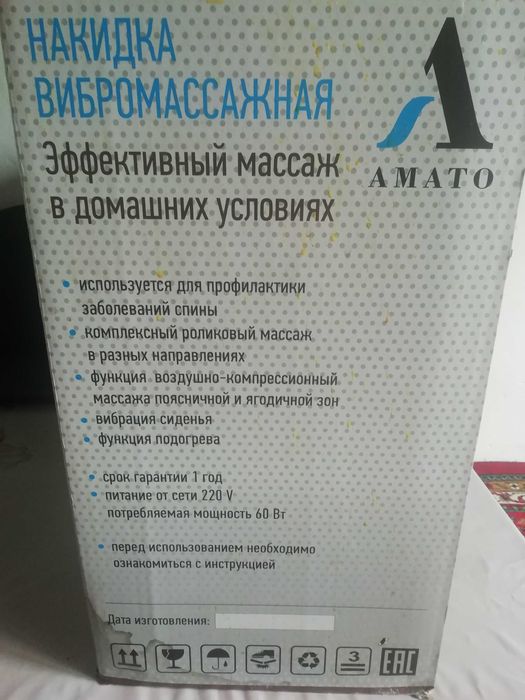 НАКИДКА
ВИБРОМАССАЖНАЯ
АМАТО
Эффективный массаж
в домашних условиях
• используется для профилактики
заболеваний спины
• комплексный роликовый массаж
в разных направлениях
• функция воздушно-компрессионный
массажа поясничной и ягодичной зон
• вибрация сиденья
• функция подогрева
• срок гарантии 1 год
• питание от сети 220 V
потребляемая мощность 60 Вт
• перед использованием необходимо
ознакомиться с инструкцией
Дата изготовления:
3
ЕАС